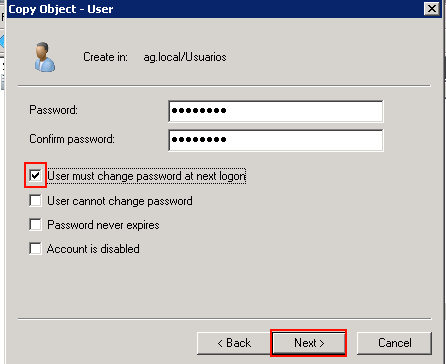 Copy Object - User
Create in: ag.local/Usuarios
Password: ●●●●●●●●
Confirm password: ●●●●●●●●
User must change password at next logon
User cannot change password
Password never expires
Account is disabled
< Back Next > Cancel